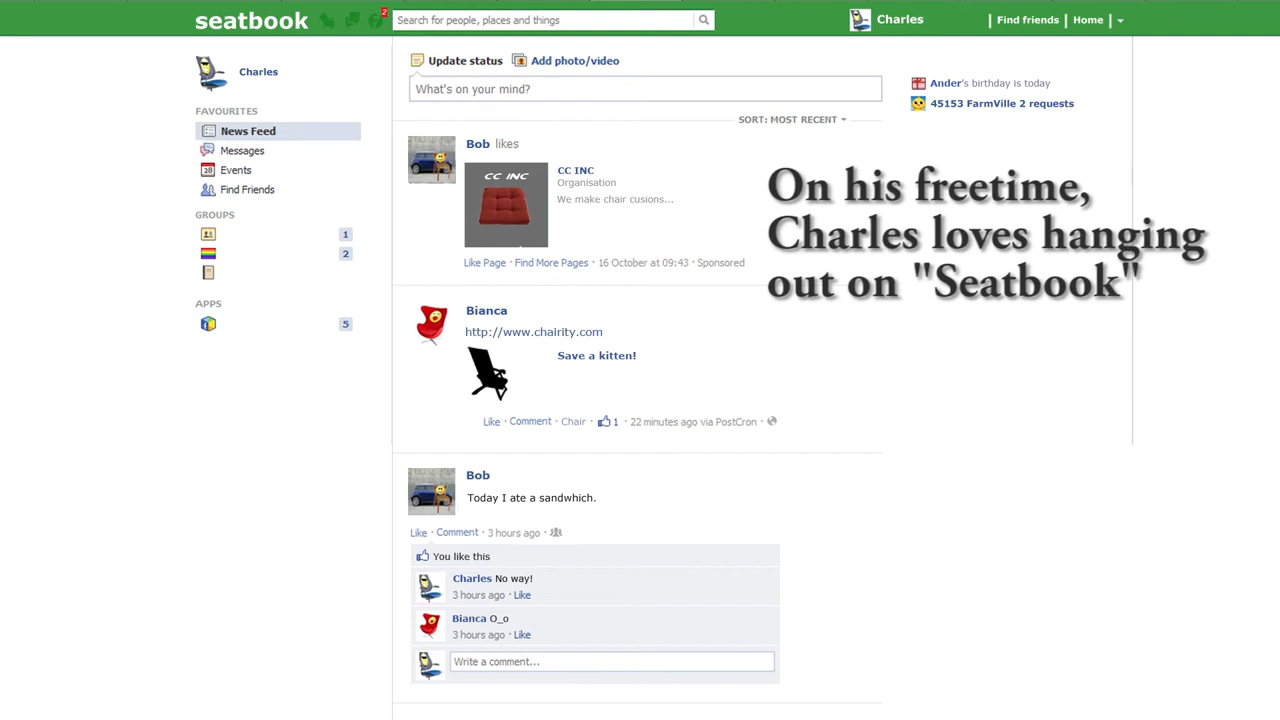 seatbook
2
Search for people, places and things
Charles
Find friends
Home
Charles
FAVOURITES
News Feed
Messages
28
Events
Find Friends
GROUPS
1
2
APPS
5
Update status
Add photo/video
What's on your mind?
SORT: MOST RECENT
Bob likes
CC INC
CC INC
Organisation
We make chair cusions...
Like Page · Find More Pages · 16 October at 09:43 · Sponsored
Bianca
http://www.chairity.com
Save a kitten!
Like · Comment · Chair · 1 · 22 minutes ago via PostCron ·
Bob
Today I ate a sandwhich.
Like · Comment · 3 hours ago ·
You like this
Charles No way!
3 hours ago · Like
Bianca O_o
3 hours ago · Like
Write a comment...
Ander's birthday is today
45153 FarmVille 2 requests
On his freetime,
Charles loves hanging
out on "Seatbook"